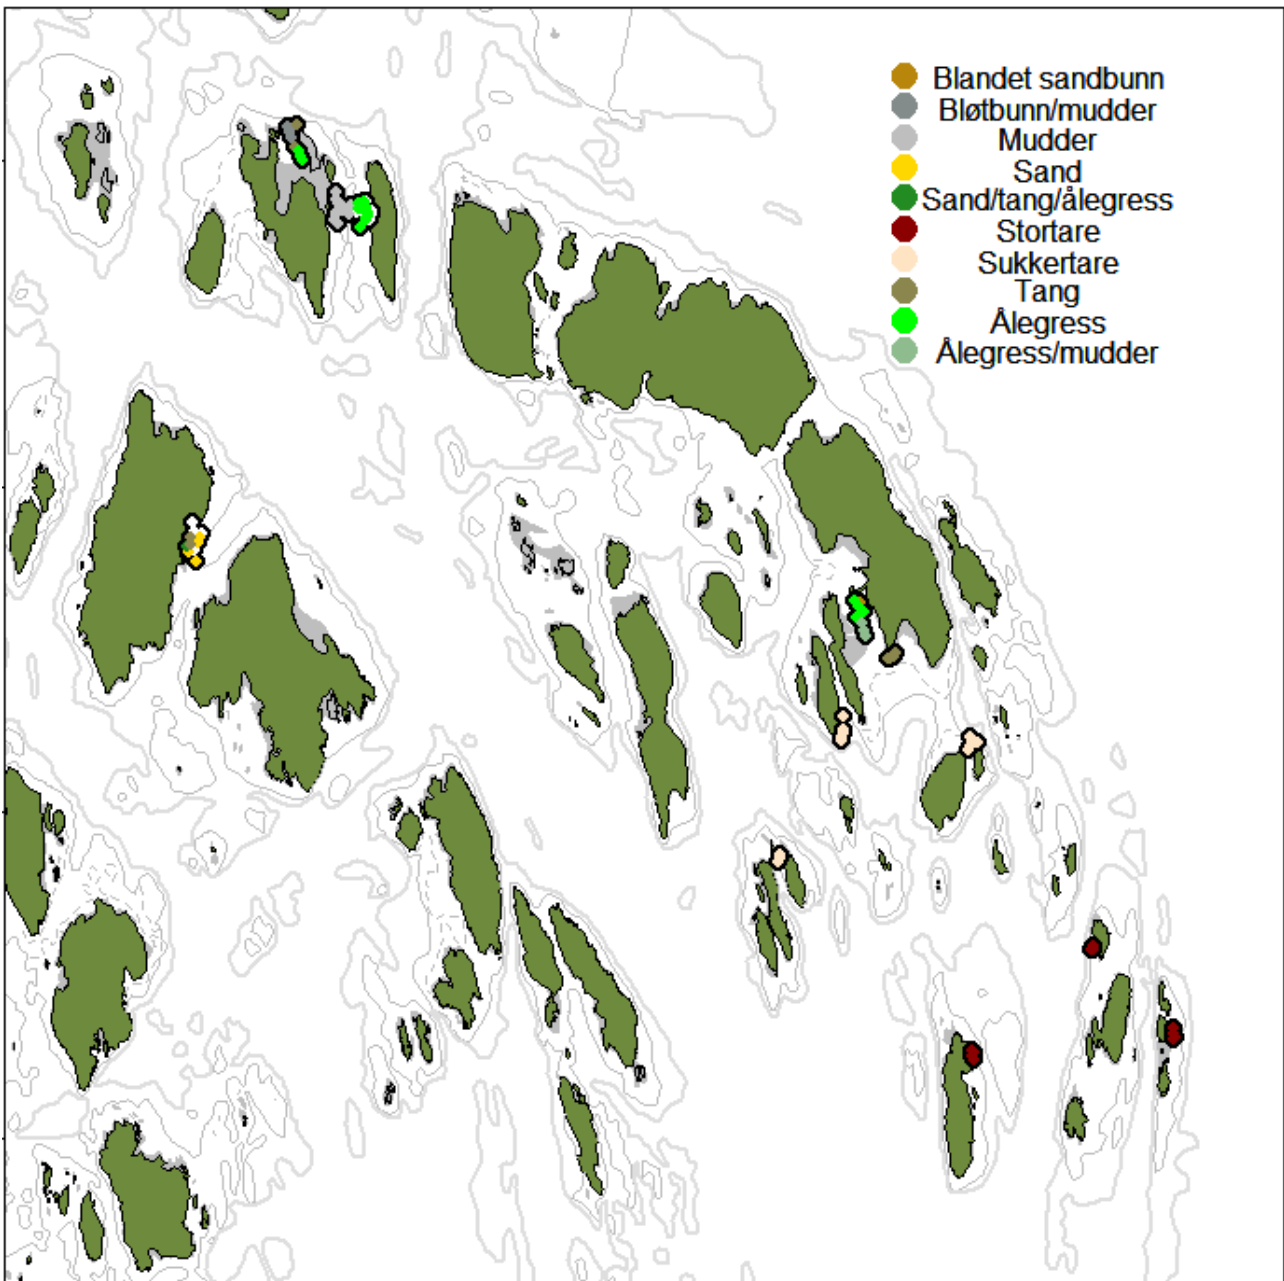 Blandet sandbunn
Bløtbunn/mudder
Mudder
Sand
Sand/tang/ålegress
Stortare
Sukkertare
Tang
Ålegress
Ålegress/mudder